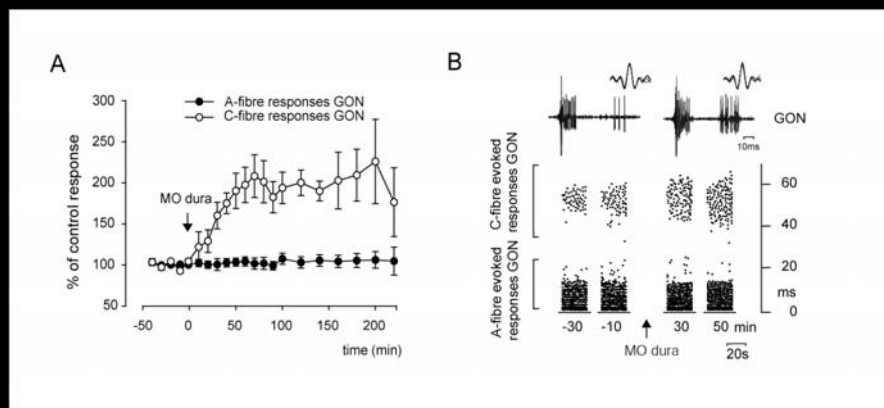 A
300
250
200
150
100
50
% of control response
A-fibre responses GON
C-fibre responses GON
MO dura
-50
0
50
100
150
200
time (min)
B
GON
10ms
C-fibre evoked
responses GON
A-fibre evoked
responses GON
60
40
20
ms
0
-30
-10
30
50 min
MO dura
20s